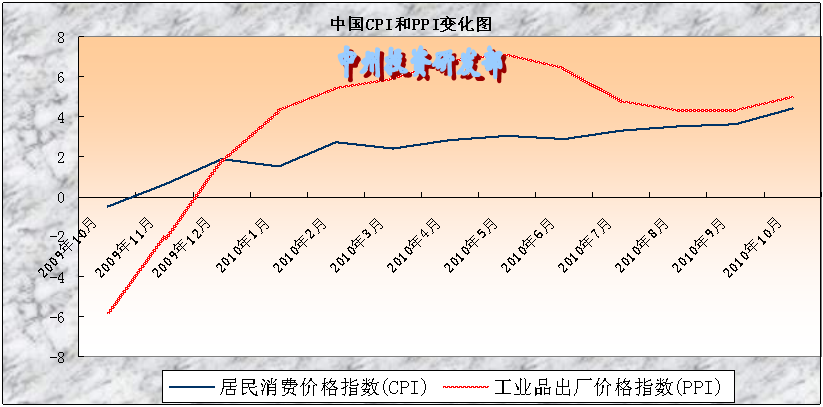 中国CPI和PPI变化图
中州投资研发部
8
6
4
2
0
-2
-4
-6
-8
2009年10月
2009年11月
2009年12月
2010年1月
2010年2月
2010年3月
2010年4月
2010年5月
2010年6月
2010年7月
2010年8月
2010年9月
2010年10月
居民消费价格指数(CPI) 工业品出厂价格指数(PPI)